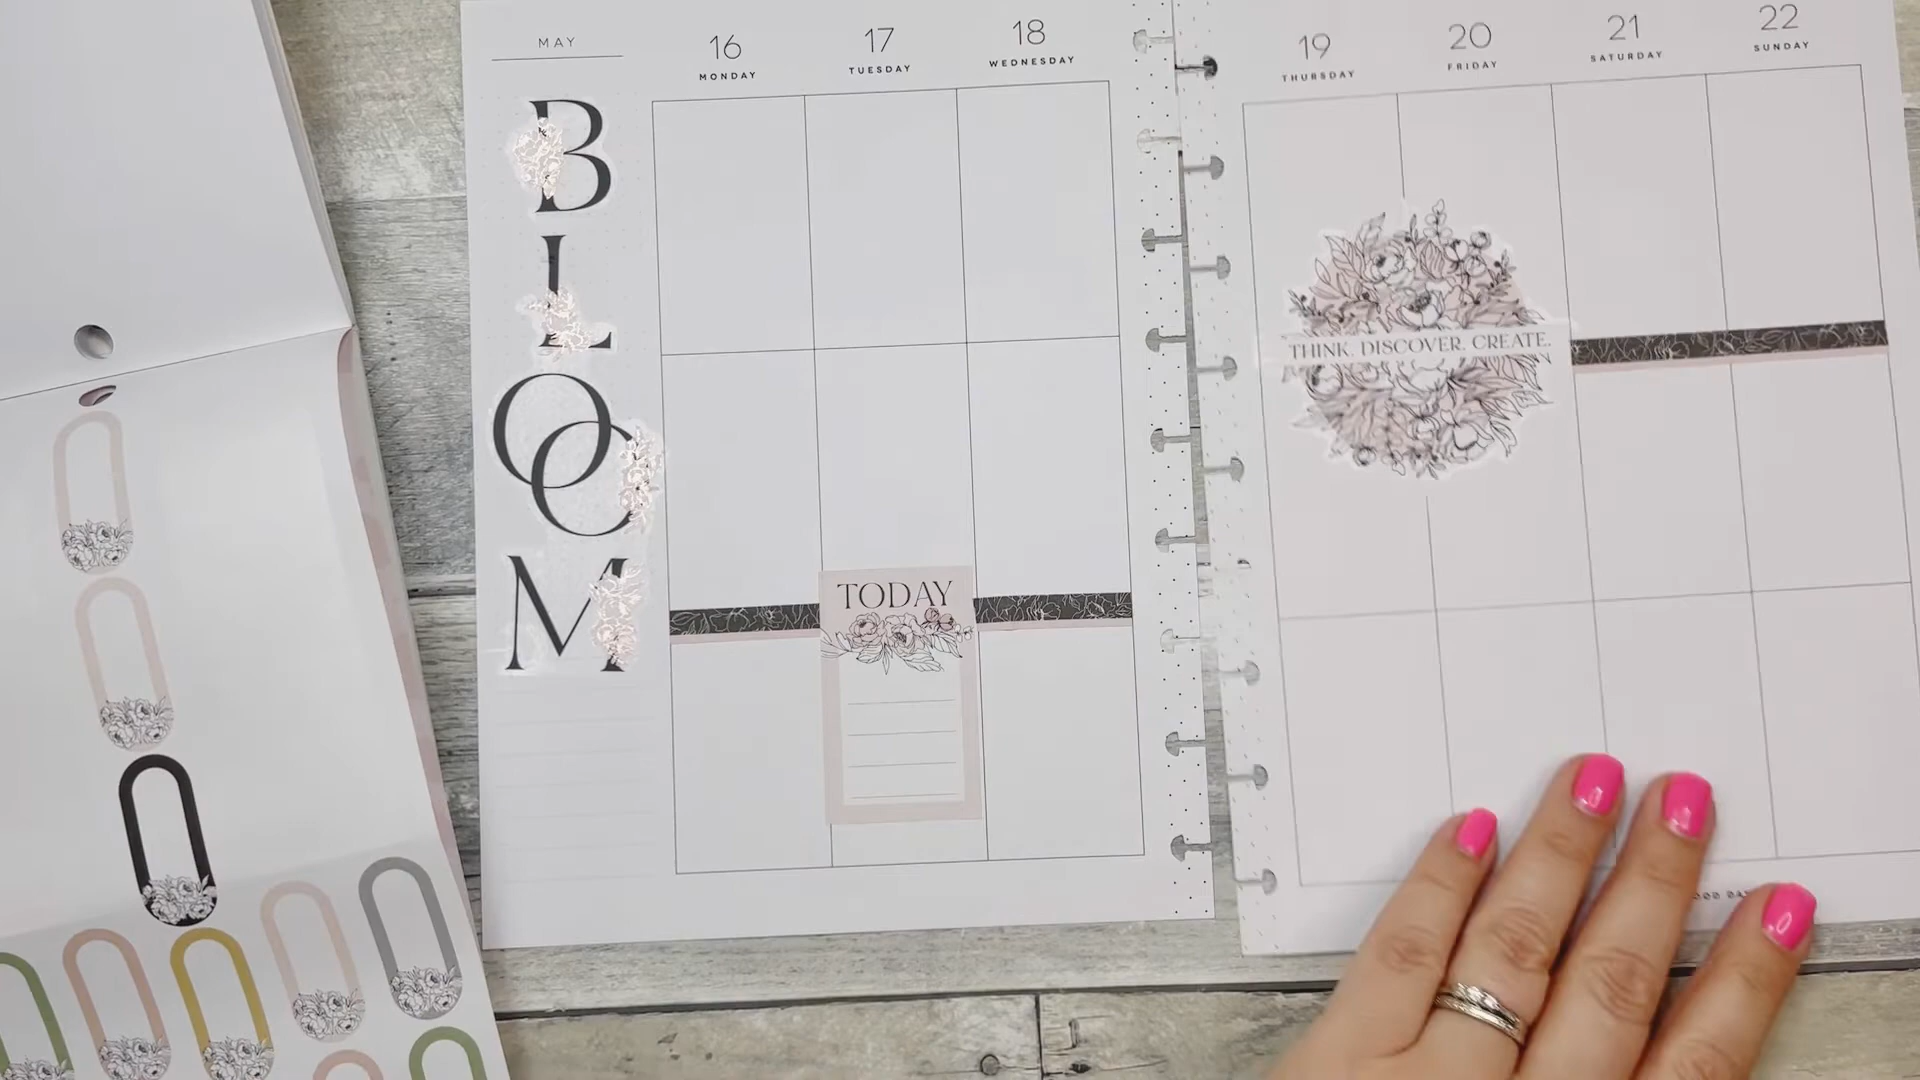 MAY
16
MONDAY
17
TUESDAY
18
WEDNESDAY
19
THURSDAY
20
FRIDAY
21
SATURDAY
22
SUNDAY
BLOOM
TODAY
THINK. DISCOVER. CREATE.